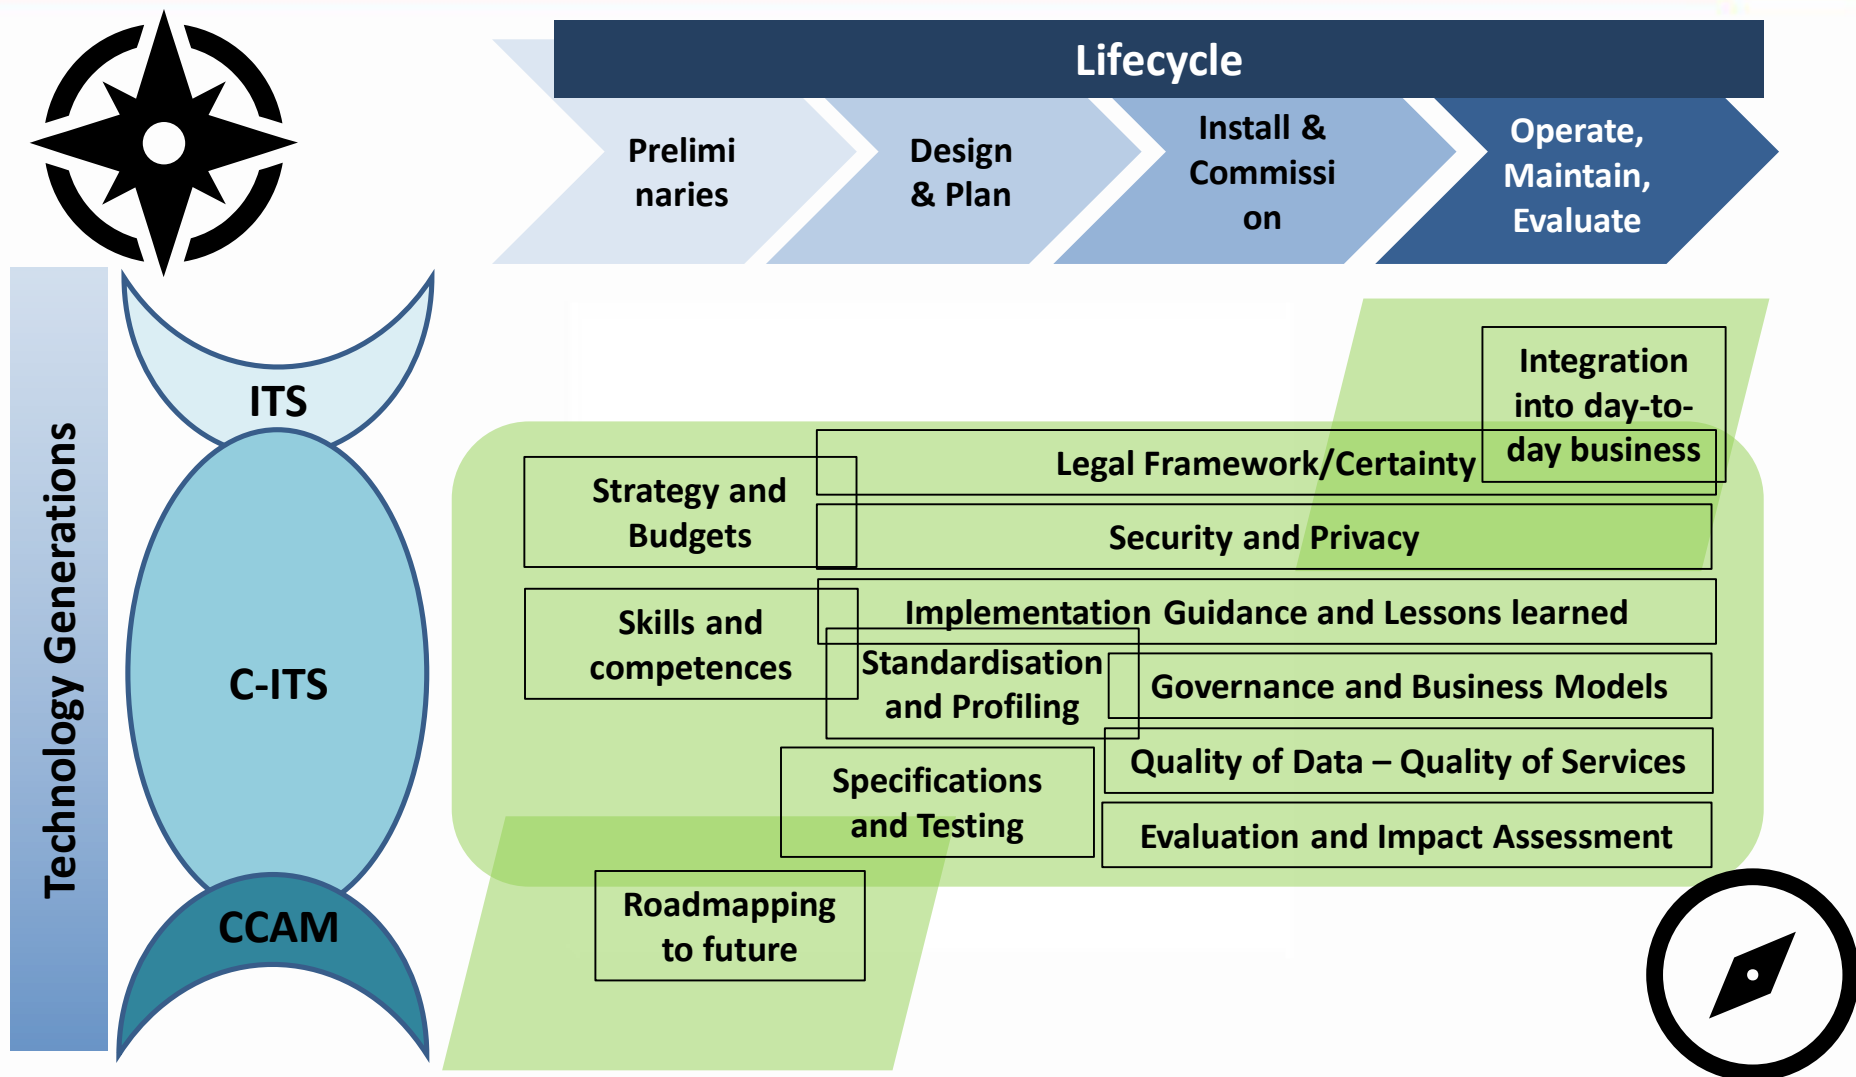 Lifecycle
Prelimi
naries
Design
& Plan
Install &
Commissi
on
Operate,
Maintain,
Evaluate
Technology Generations
ITS
C-ITS
CCAM
Integration
into day-to-
day business
Legal Framework/Certainty
Strategy and
Budgets
Security and Privacy
Skills and
competences
Implementation Guidance and Lessons learned
Standardisation
and Profiling
Governance and Business Models
Quality of Data – Quality of Services
Specifications
and Testing
Evaluation and Impact Assessment
Roadmapping
to future